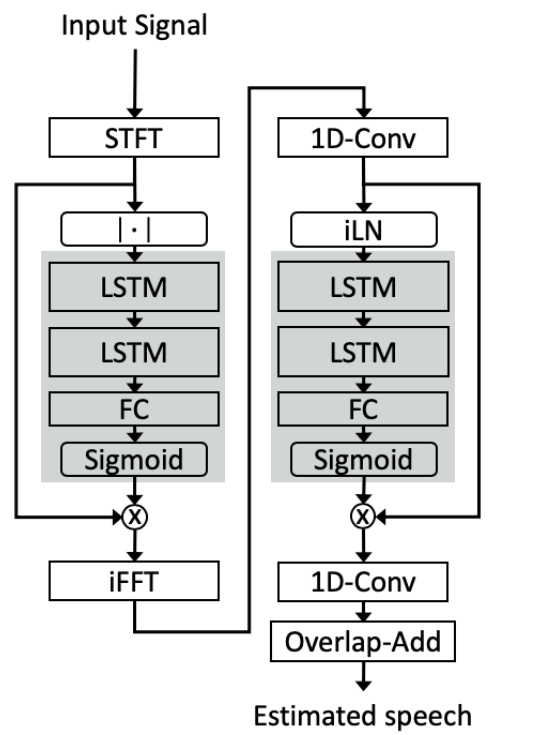 Input Signal
STFT
|·|
LSTM
LSTM
FC
Sigmoid
X
iFFT
1D-Conv
iLN
LSTM
LSTM
FC
Sigmoid
X
1D-Conv
Overlap-Add
Estimated speech